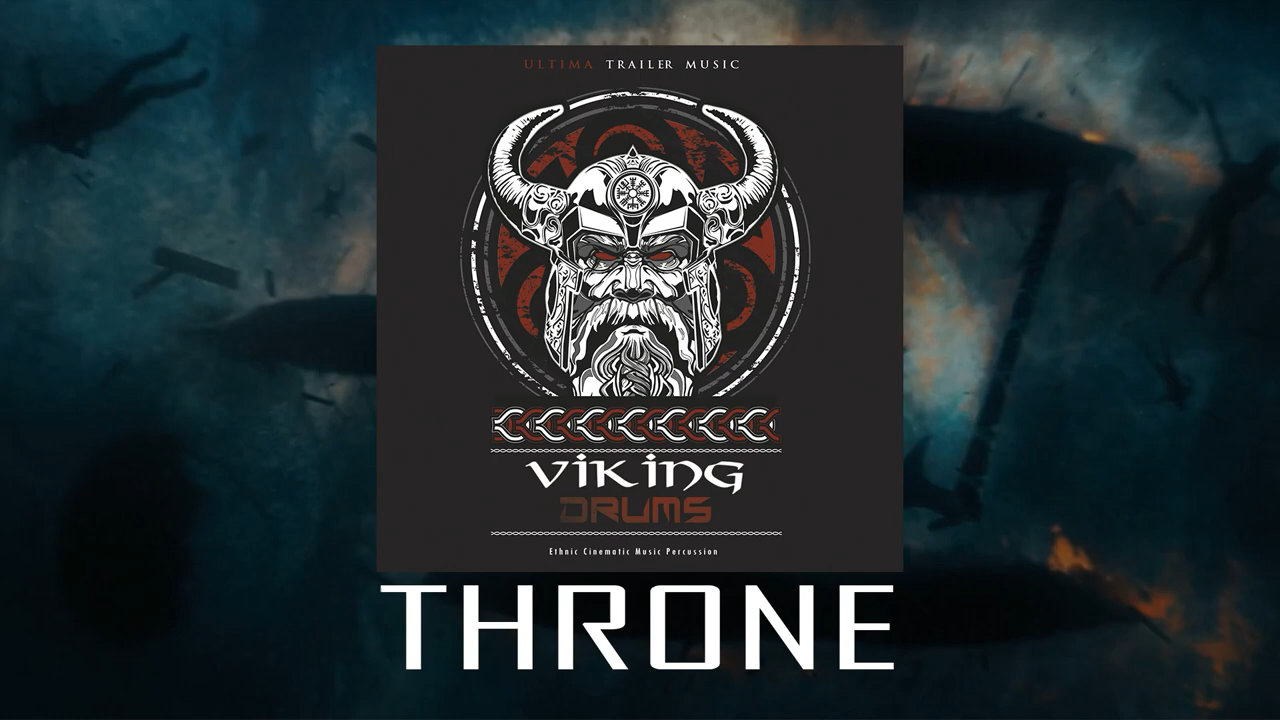 ULTIMA TRAILER MUSIC
VIKING
DRUMS
Ethnic Cinematic Music Percussion
THRONE